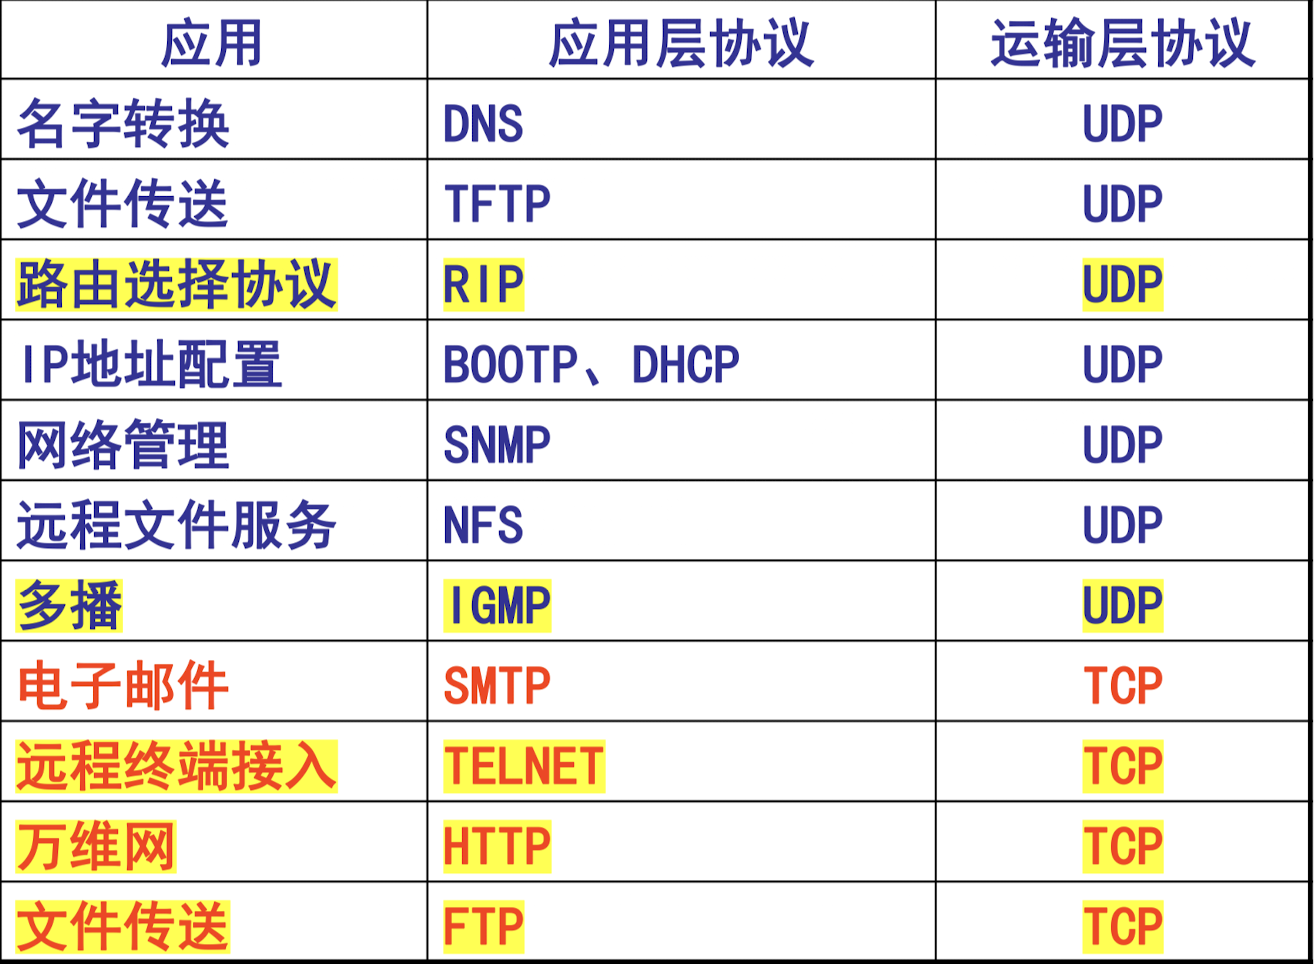 应用 应用层协议 运输层协议
名字转换 DNS UDP
文件传送 TFTP UDP
路由选择协议 RIP UDP
IP地址配置 BOOTP、DHCP UDP
网络管理 SNMP UDP
远程文件服务 NFS UDP
多播 IGMP UDP
电子邮件 SMTP TCP
远程终端接入 TELNET TCP
万维网 HTTP TCP
文件传送 FTP TCP